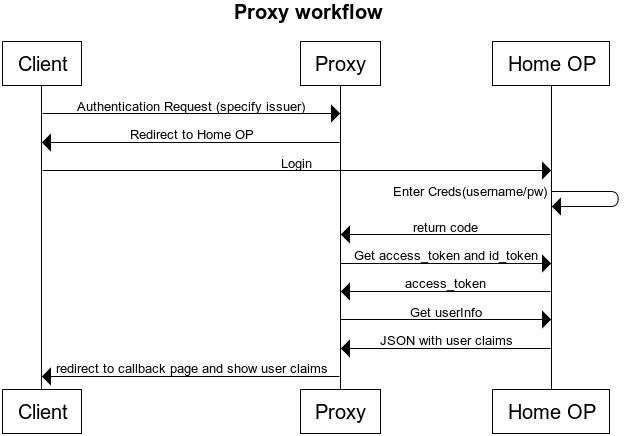 Proxy workflow
Client
Proxy
Home OP
Authentication Request (specify issuer)
Redirect to Home OP
Login
Enter Creds(username/pw)
return code
Get access_token and id_token
access_token
Get userInfo
JSON with user claims
redirect to callback page and show user claims
Client
Proxy
Home OP